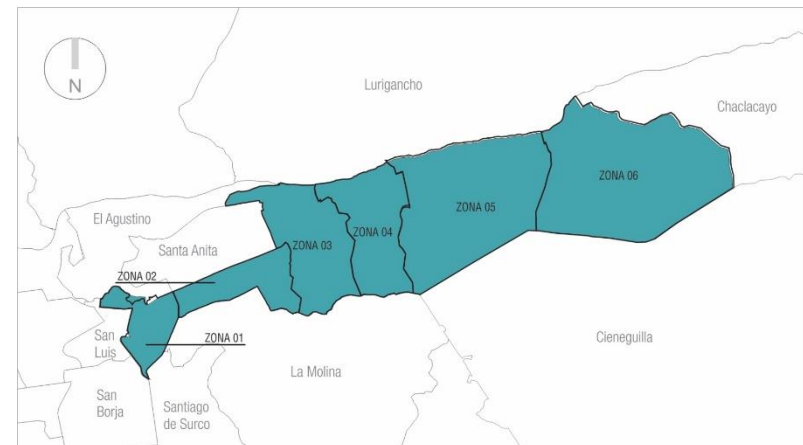 N
Lurigancho
Chaclacayo
ZONA 06
El Agustino
ZONA 05
ZONA 04
ZONA 03
Santa Anita
ZONA 02
San
Luis
ZONA 01
Cieneguilla
La Molina
San
Borja
Santiago
de Surco